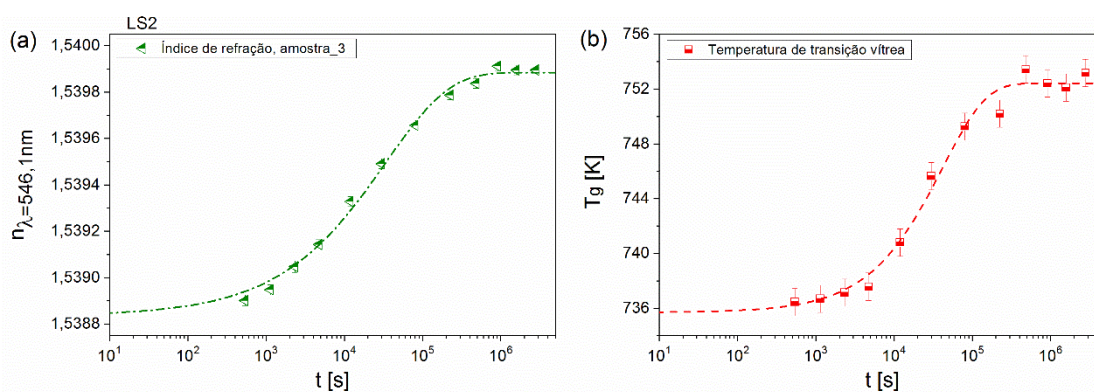 LS2
(a)
Índice de refração, amostra_3
1,5400
1,5398
1,5396
1,5394
1,5392
1,5390
1,5388
nλ=546,1nm
10¹ 10² 10³ 10⁴ 10⁵ 10⁶
t [s]
(b)
Temperatura de transição vítrea
756
752
748
744
740
736
Tg [K]
10¹ 10² 10³ 10⁴ 10⁵ 10⁶
t [s]